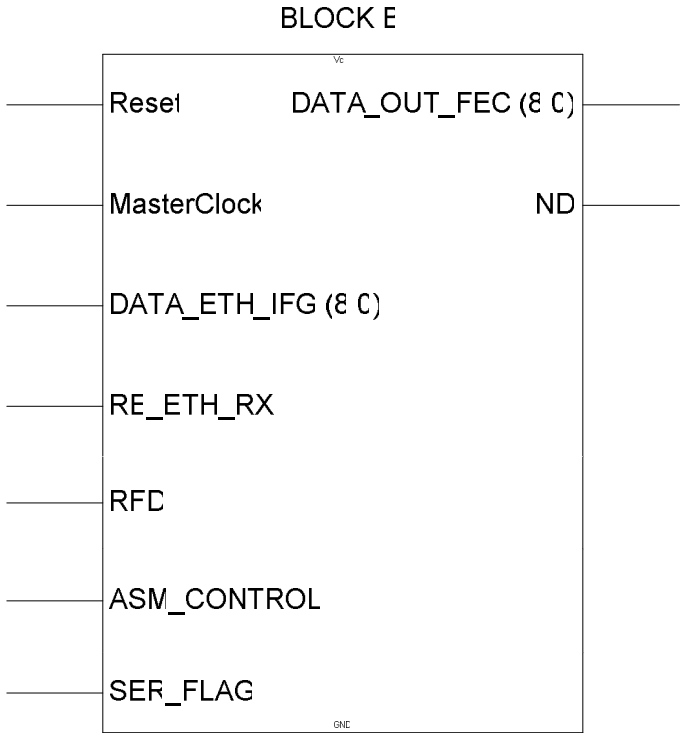 BLOCK B
Vc
Reset DATA_OUT_FEC (8 0)
MasterClock ND
DATA_ETH_IFG (8 0)
RE_ETH_RX
RFD
ASM_CONTROL
SER_FLAG
GND